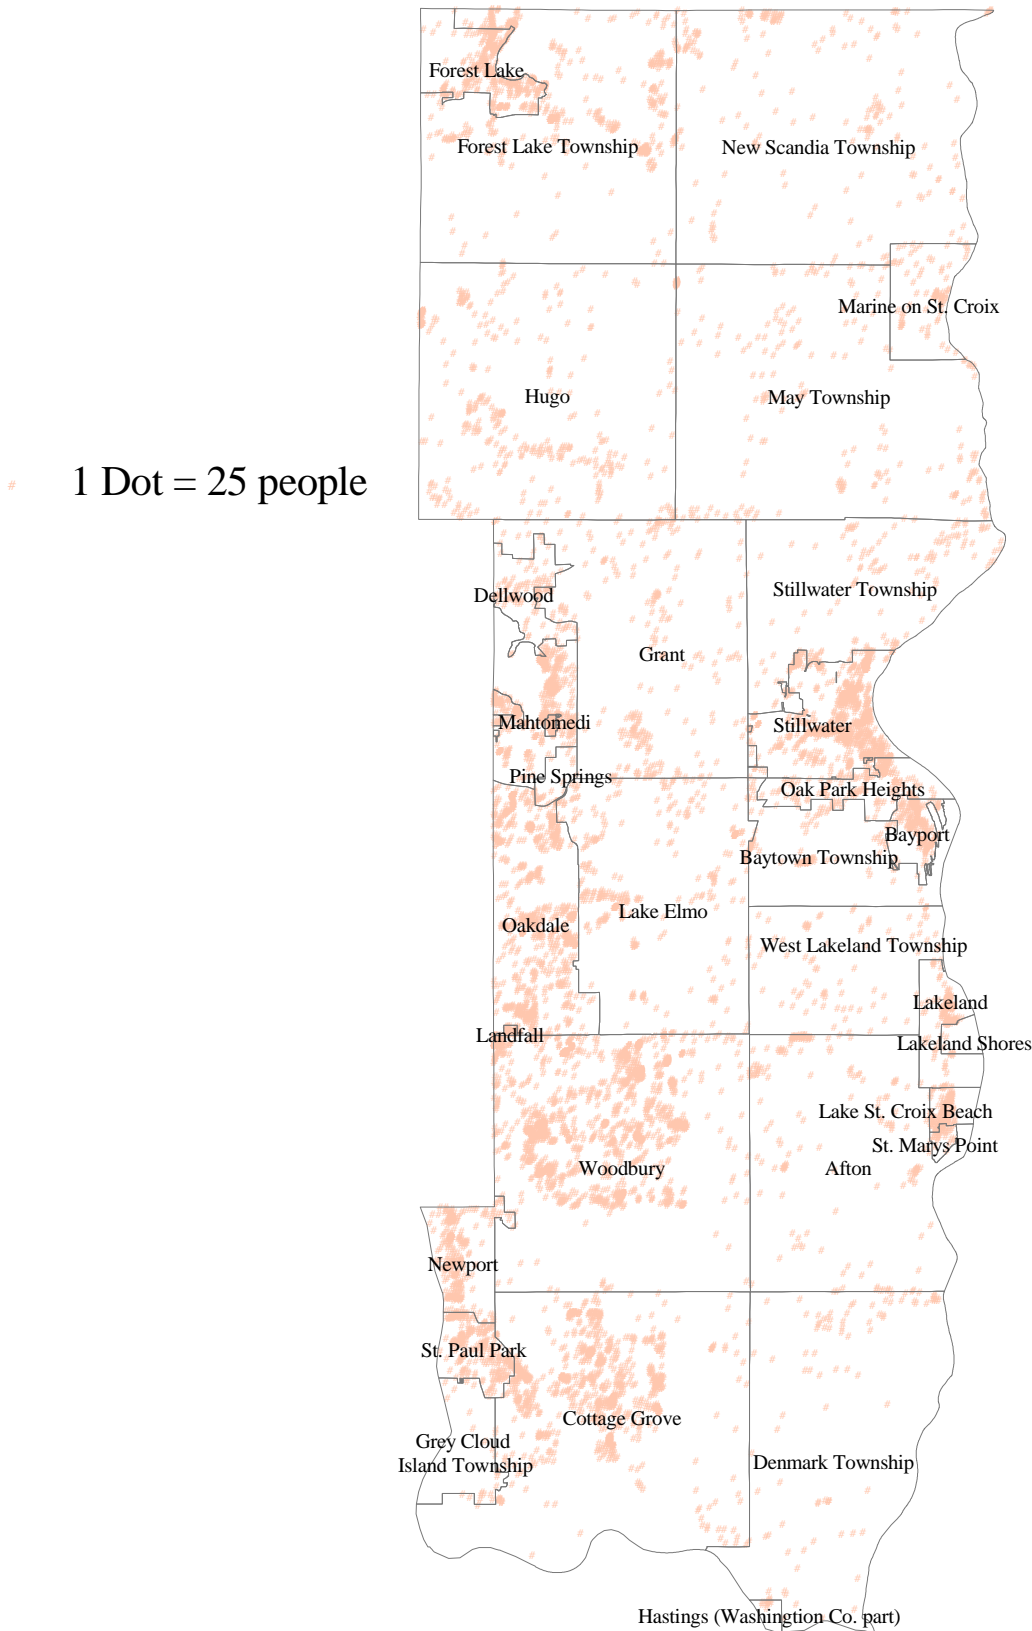 Forest Lake
Forest Lake Township
New Scandia Township
Marine on St. Croix
Hugo
May Township
1 Dot = 25 people
Dellwood
Stillwater Township
Grant
Mahtomedi
Stillwater
Pine Springs
Oak Park Heights
Bayport
Baytown Township
Lake Elmo
Oakdale
West Lakeland Township
Lakeland
Landfall
Lakeland Shores
Lake St. Croix Beach
St. Marys Point
Woodbury
Afton
Newport
St. Paul Park
Cottage Grove
Grey Cloud
Island Township
Denmark Township
Hastings (Washingtion Co. part)